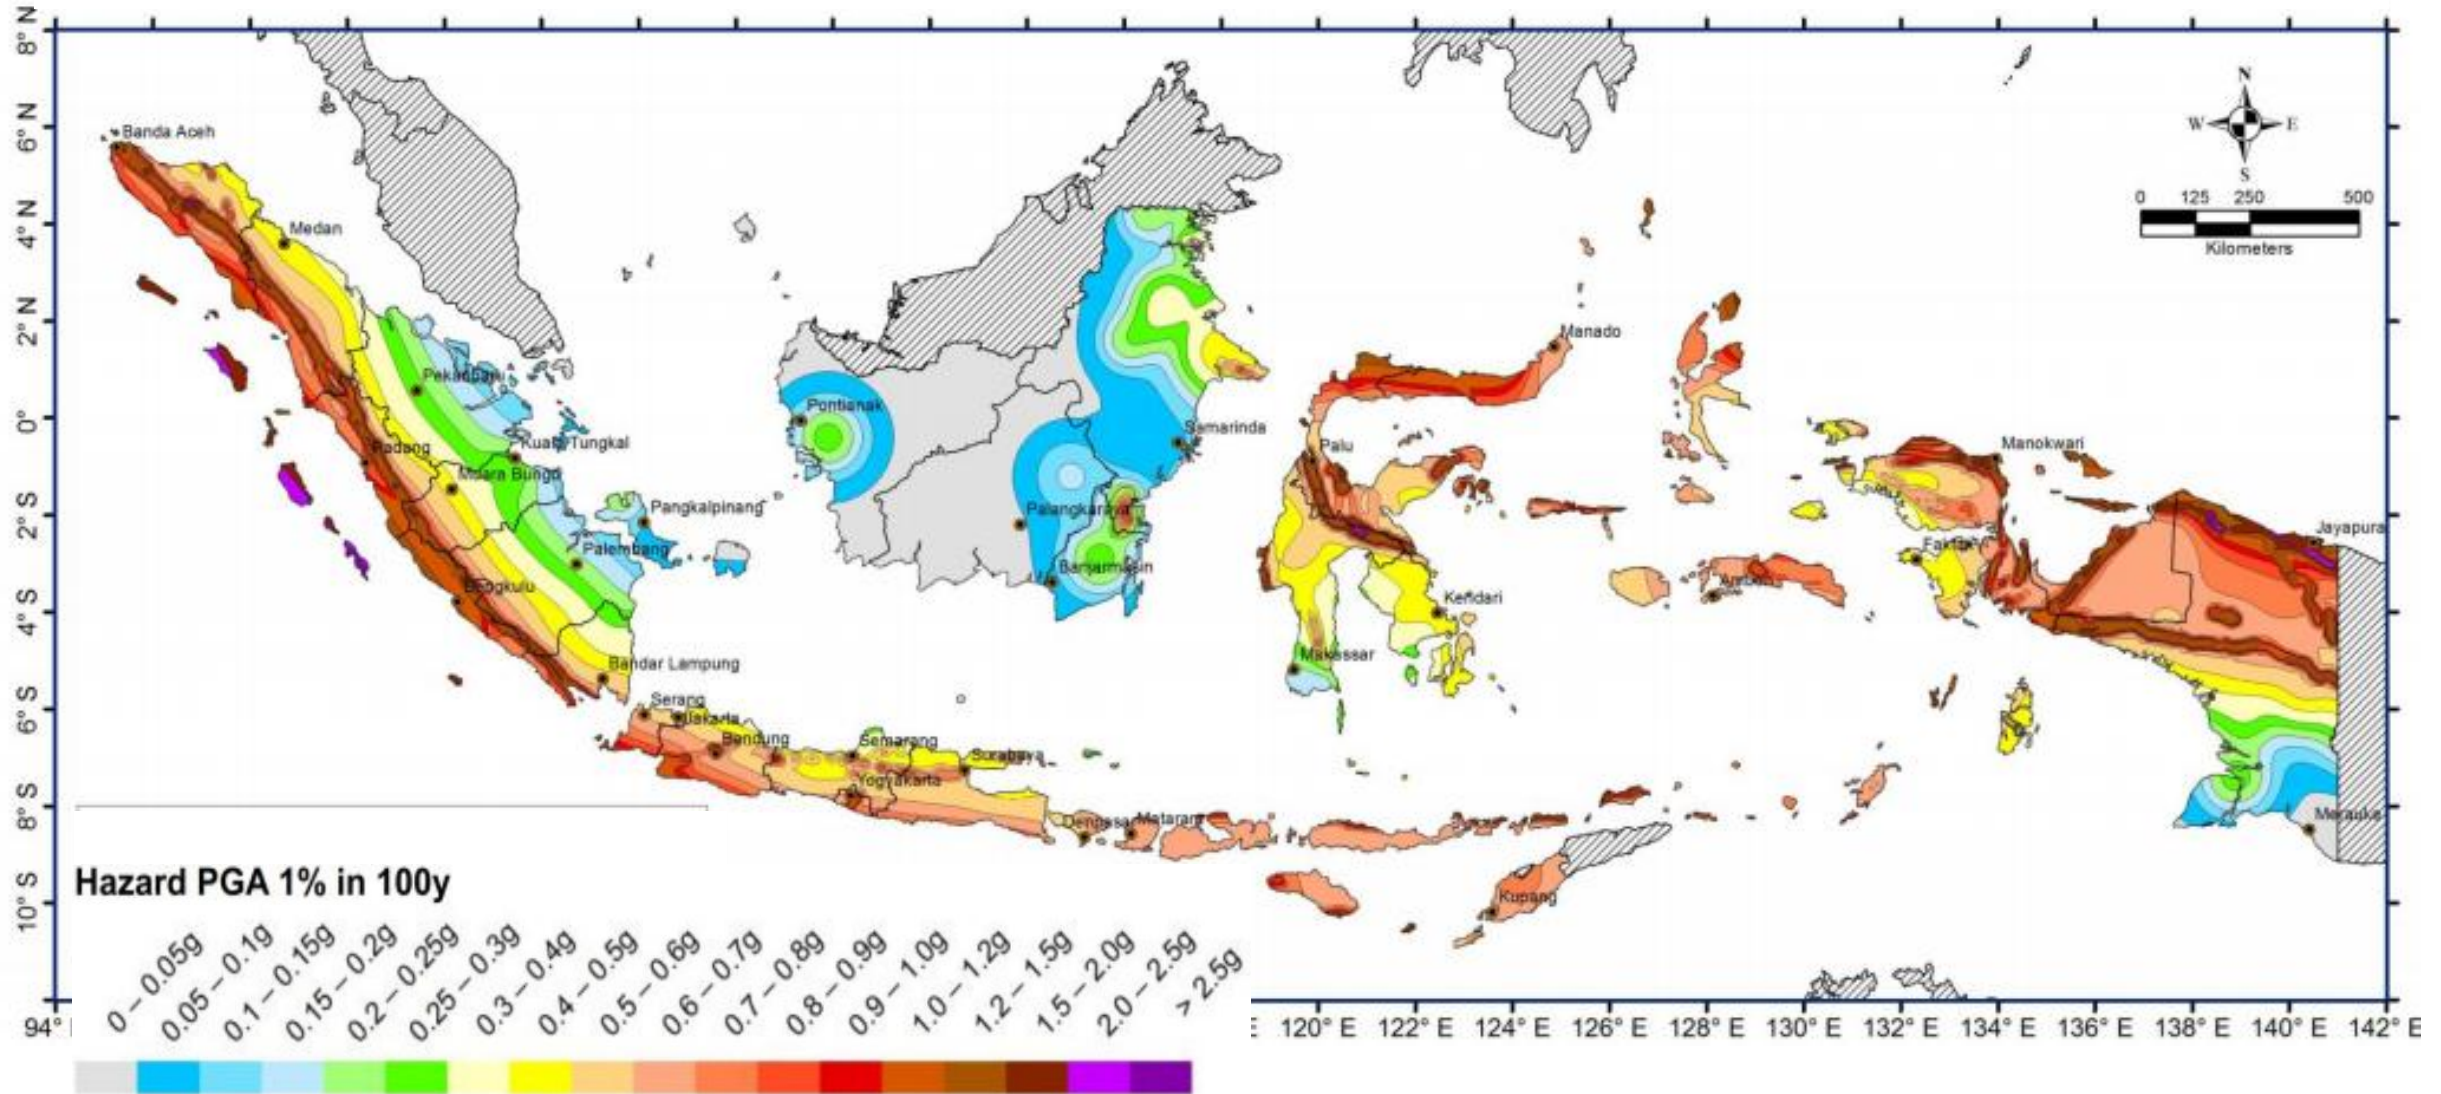 8° N
6° N
4° N
2° N
0°
2° S
4° S
6° S
8° S
10° S
N
W E
S
0 125 250 500
Kilometers
Banda Aceh
Medan
Pekanbaru
Kuala Tungkal
Padang
Muara Bungo
Pangkalpinang
Palembang
Bengkulu
Bandar Lampung
Serang
Jakarta
Bandung
Semarang
Yogyakarta
Surabaya
Denpasar
Mataram
Kupang
Pontianak
Samarinda
Palangkaraya
Banjarmasin
Manado
Palu
Kendari
Makassar
Ambon
Manokwari
Fakfak
Jayapura
Merauke
Hazard PGA 1% in 100y
0 – 0.05g
0.05 – 0.1g
0.1 – 0.15g
0.15 – 0.2g
0.2 – 0.25g
0.25 – 0.3g
0.3 – 0.4g
0.4 – 0.5g
0.5 – 0.6g
0.6 – 0.7g
0.7 – 0.8g
0.8 – 0.9g
0.9 – 1.0g
1.0 – 1.2g
1.2 – 1.5g
1.5 – 2.0g
2.0 – 2.5g
> 2.5g
94°
E 120° E 122° E 124° E 126° E 128° E 130° E 132° E 134° E 136° E 138° E 140° E 142° E